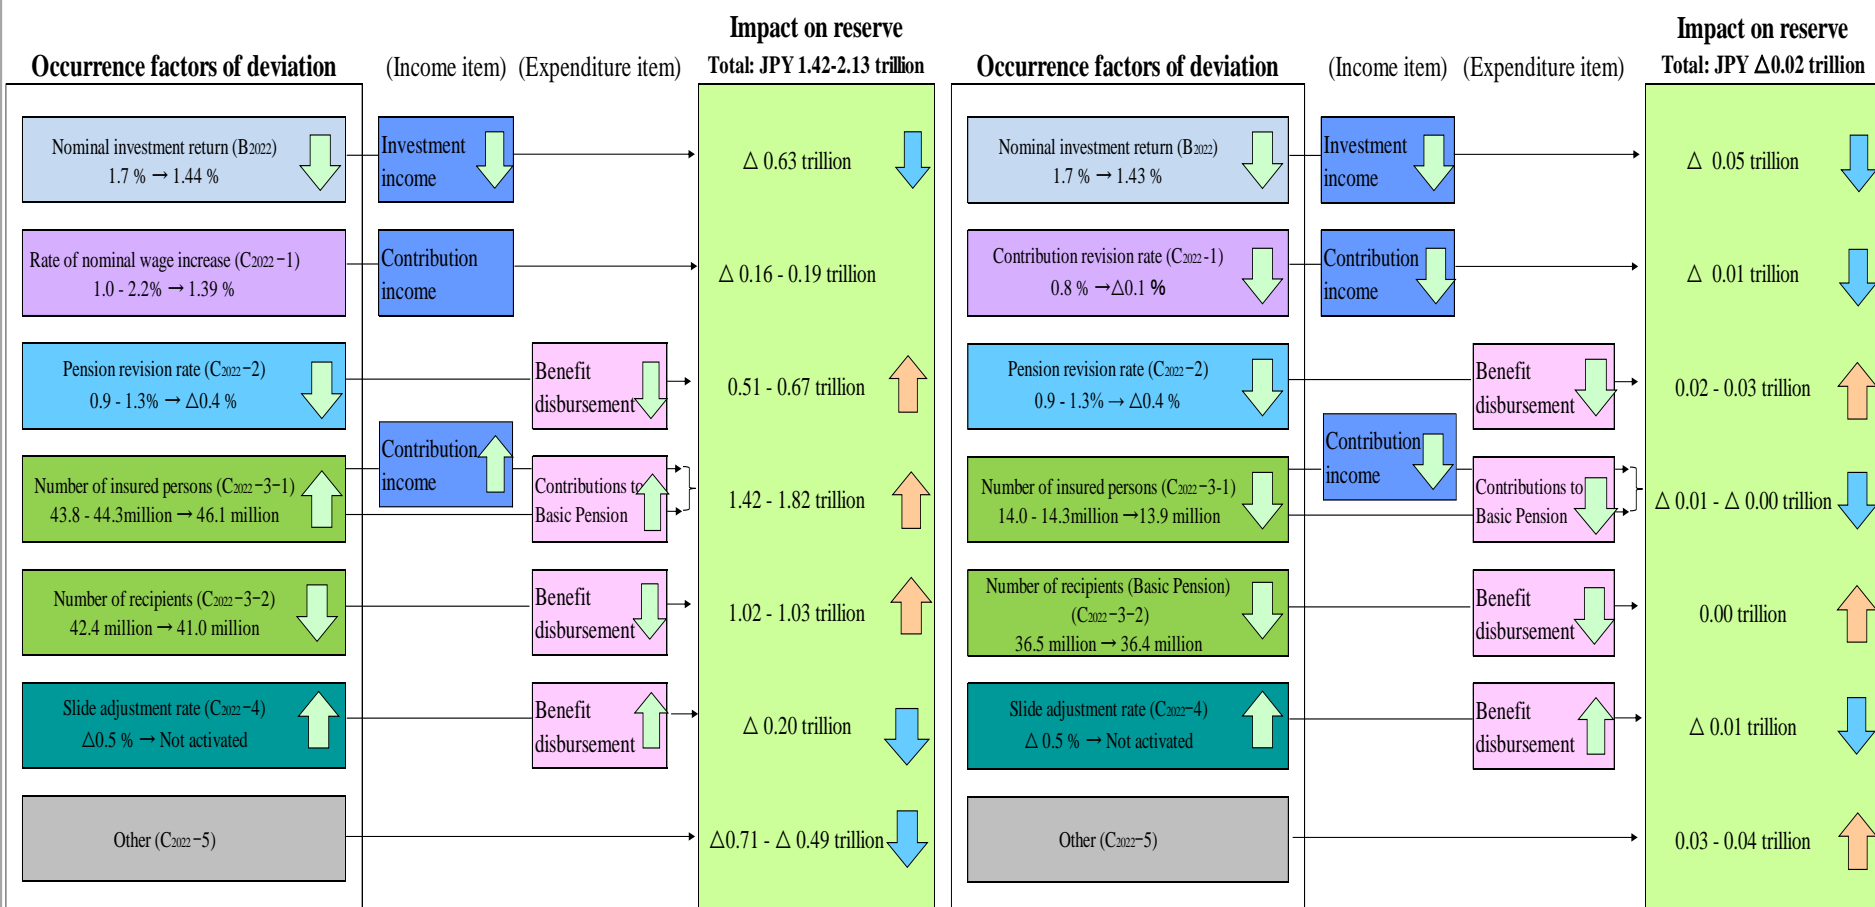 Impact on reserve
Occurrence factors of deviation (Income item) (Expenditure item) Total: JPY 1.42-2.13 trillion
Nominal investment return (B2022)
1.7 % → 1.44 %
Investment
income
Δ 0.63 trillion
Rate of nominal wage increase (C2022-1)
1.0 - 2.2% → 1.39 %
Contribution
income
Δ 0.16 - 0.19 trillion
Pension revision rate (C2022-2)
0.9 - 1.3% → Δ0.4 %
Benefit
disbursement
0.51 - 0.67 trillion
Number of insured persons (C2022-3-1)
43.8 - 44.3million → 46.1 million
Contribution
income
Contributions to
Basic Pension
1.42 - 1.82 trillion
Number of recipients (C2022-3-2)
42.4 million → 41.0 million
Benefit
disbursement
1.02 - 1.03 trillion
Slide adjustment rate (C2022-4)
Δ0.5 % → Not activated
Benefit
disbursement
Δ 0.20 trillion
Other (C2022-5)
Δ0.71 - Δ 0.49 trillion
Impact on reserve
Occurrence factors of deviation (Income item) (Expenditure item) Total: JPY Δ0.02 trillion
Nominal investment return (B2022)
1.7 % → 1.43 %
Investment
income
Δ 0.05 trillion
Contribution revision rate (C2022-1)
0.8 % →Δ0.1 %
Contribution
income
Δ 0.01 trillion
Pension revision rate (C2022-2)
0.9 - 1.3% → Δ0.4 %
Benefit
disbursement
0.02 - 0.03 trillion
Number of insured persons (C2022-3-1)
14.0 - 14.3million →13.9 million
Contribution
income
Contributions to
Basic Pension
Δ 0.01 - Δ 0.00 trillion
Number of recipients (Basic Pension)
(C2022-3-2)
36.5 million → 36.4 million
Benefit
disbursement
0.00 trillion
Slide adjustment rate (C2022-4)
Δ 0.5 % → Not activated
Benefit
disbursement
Δ 0.01 trillion
Other (C2022-5)
0.03 - 0.04 trillion